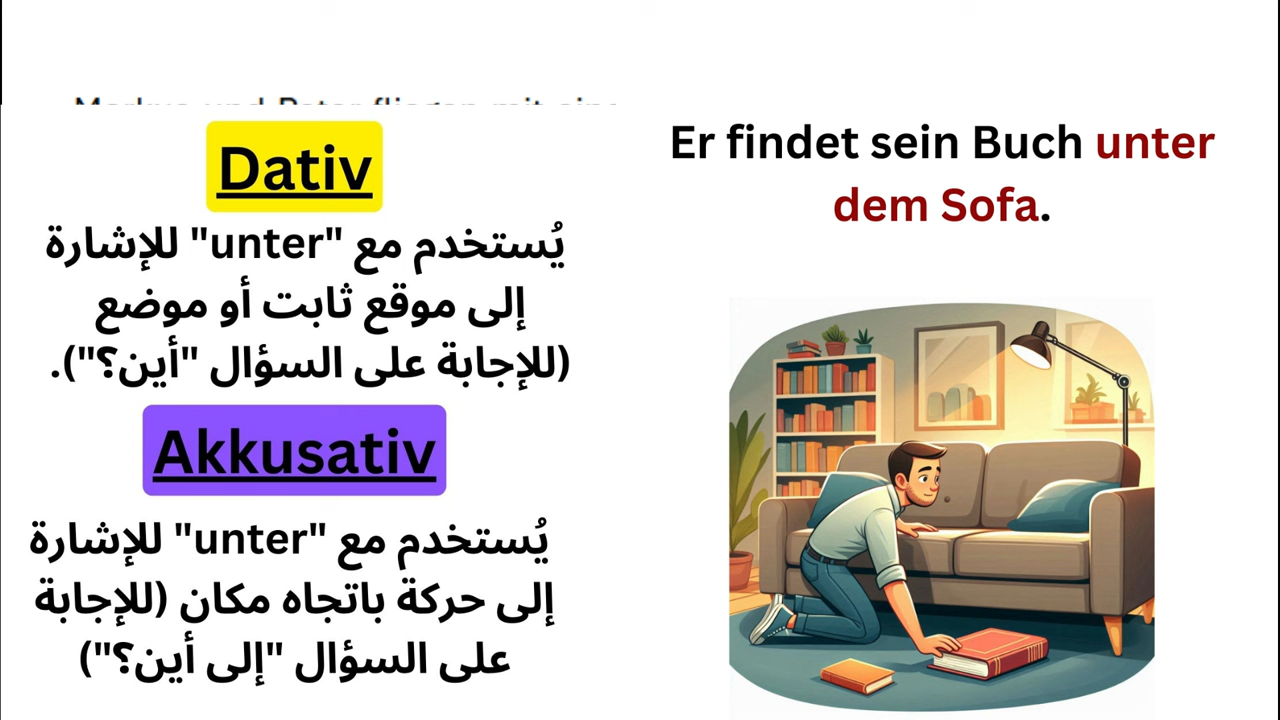 Dativ
يُستخدم مع "unter" للإشارة
إلى موقع ثابت أو موضع
(للإجابة على السؤال "أين؟").
Akkusativ
يُستخدم مع "unter" للإشارة
إلى حركة باتجاه مكان (للإجابة
على السؤال "إلى أين؟")
Er findet sein Buch unter
dem Sofa.